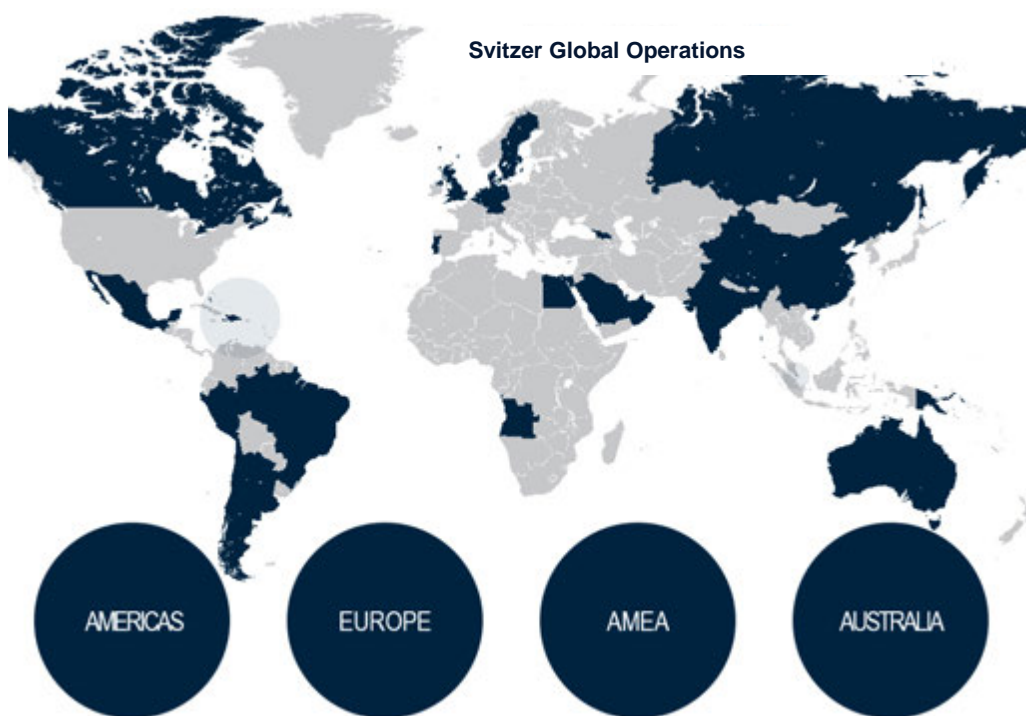 Svitzer Global Operations
AMERICAS
EUROPE
AMEA
AUSTRALIA